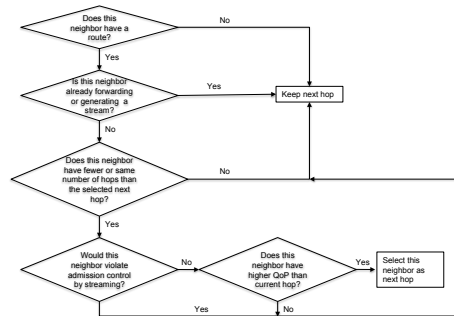 Does this
neighbor have a
route?
No
Yes
Is this neighbor
already forwarding
or generating a
stream?
Yes
Keep next hop
No
Does this neighbor
have fewer or same
number of hops than
the selected next
hop?
No
Yes
Would this
neighbor violate
admission control
by streaming?
No
Does this
neighbor have
higher QoP than
current hop?
Yes
Select this
neighbor as
next hop
Yes
No